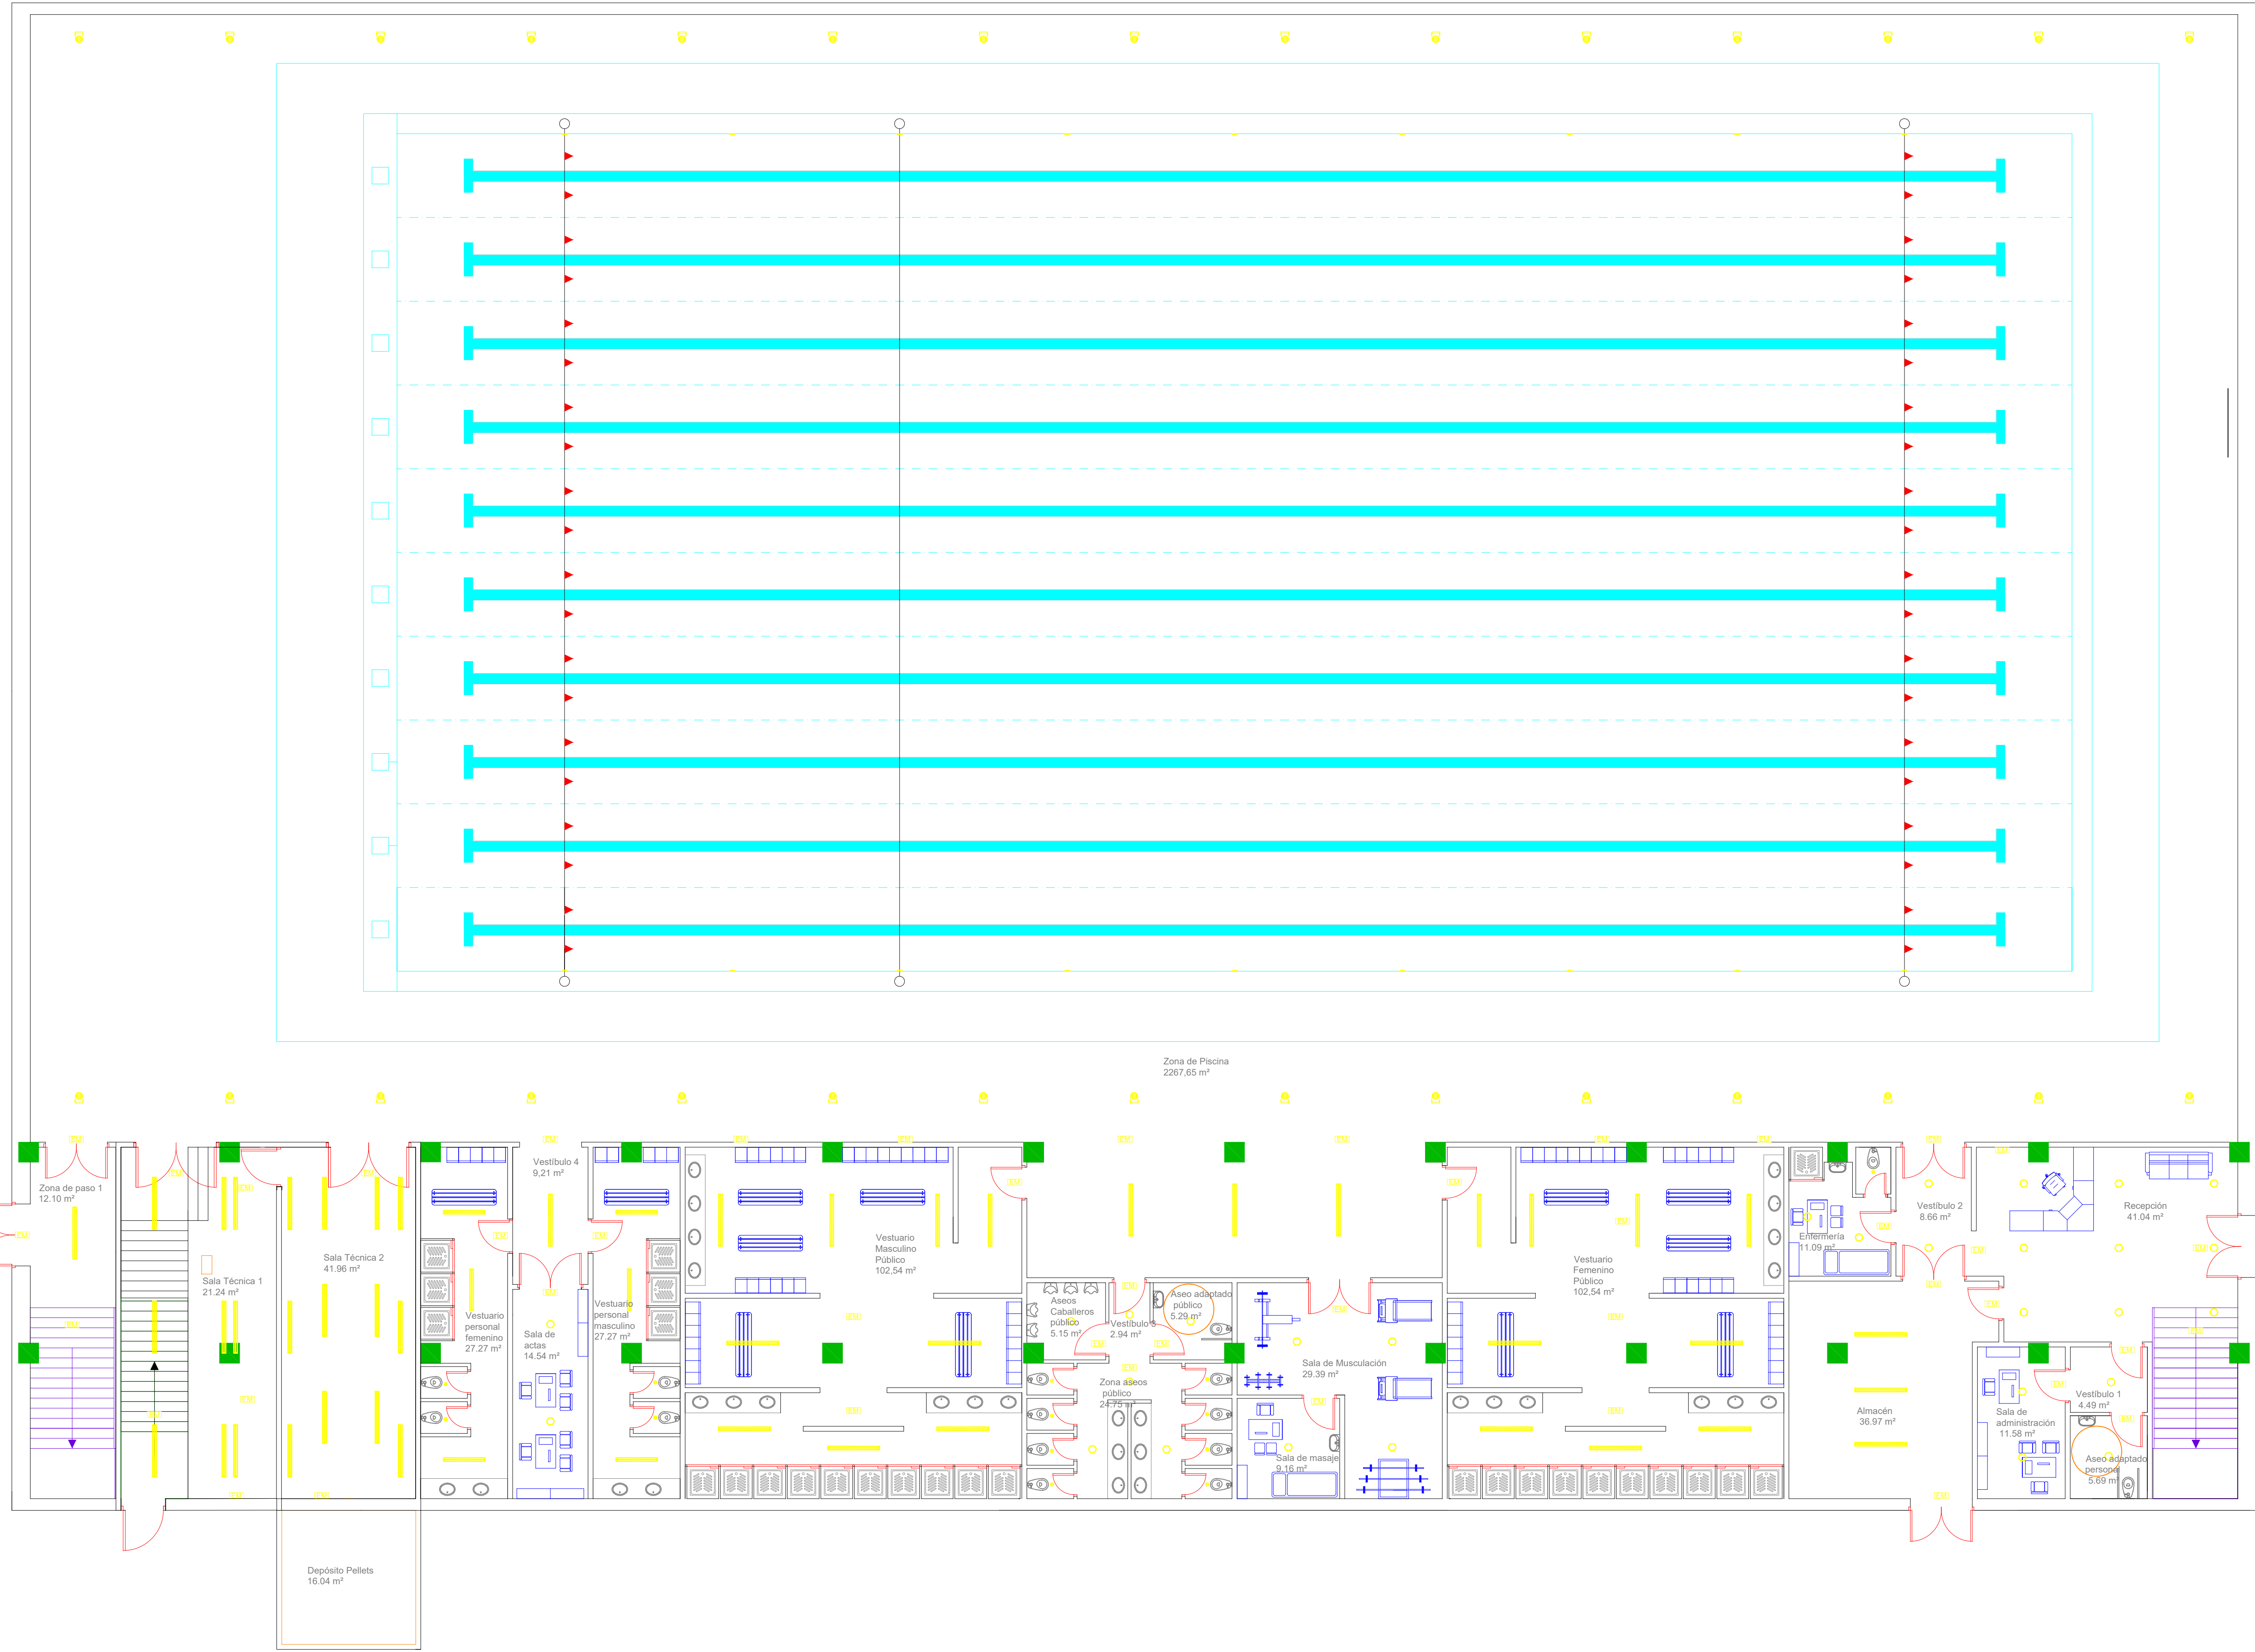 Zona de Piscina
2267,65 m²
Zona de paso 1
12.10 m²
Sala Técnica 1
21.24 m²
Sala Técnica 2
41.96 m²
Vestuario
personal
femenino
27.27 m²
Vestíbulo 4
9,21 m²
Sala de
actas
14.54 m²
Vestuario
personal
masculino
27.27 m²
Vestuario
Masculino
Público
102,54 m²
Aseos
Caballeros
público
5.15 m²
Vestíbulo 3
2.94 m²
Aseo adaptado
público
5.29 m²
Zona aseos
público
24.75 m²
Sala de Musculación
29.39 m²
Sala de masaje
9.16 m²
Vestuario
Femenino
Público
102,54 m²
Enfermería
11.09 m²
Vestíbulo 2
8.66 m²
Recepción
41.04 m²
Almacén
36.97 m²
Sala de
administración
11.58 m²
Vestíbulo 1
4.49 m²
Aseo adaptado
personal
5.69 m²
Depósito Pellets
16.04 m²